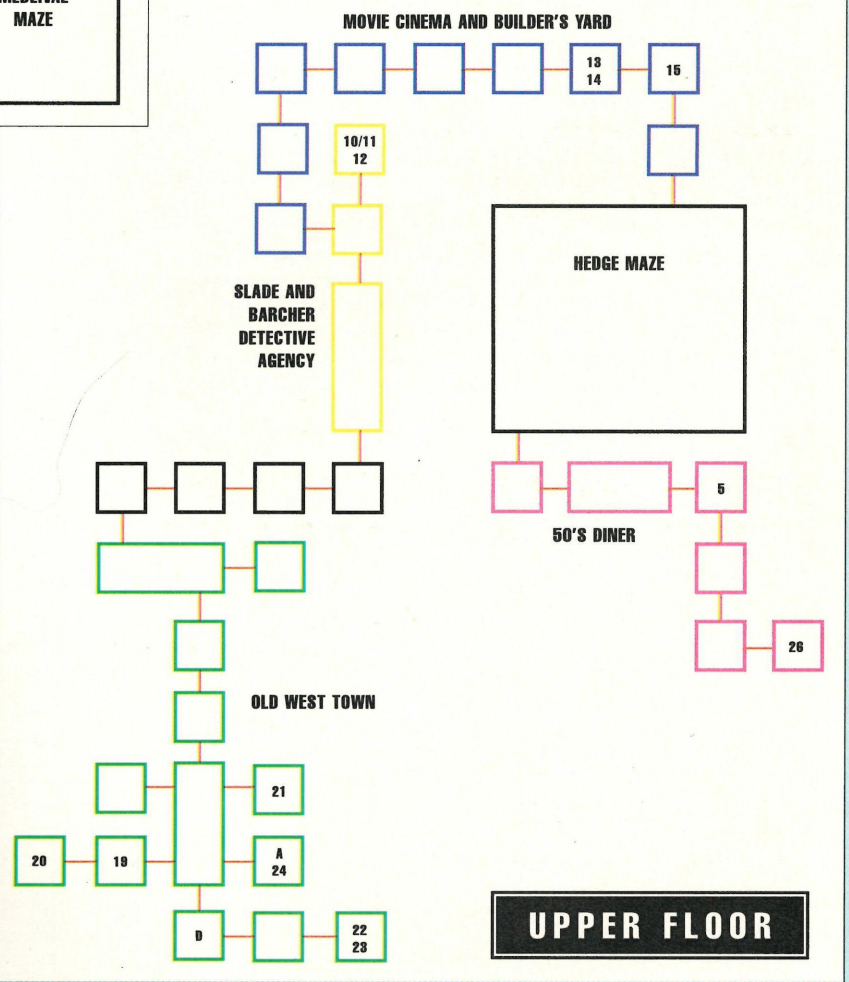 MAZE
MOVIE CINEMA AND BUILDER'S YARD
13
14
15
10/11
12
HEDGE MAZE
SLADE AND
BARCHER
DETECTIVE
AGENCY
5
50'S DINER
26
OLD WEST TOWN
21
20
19
A
24
D
22
23
UPPER FLOOR